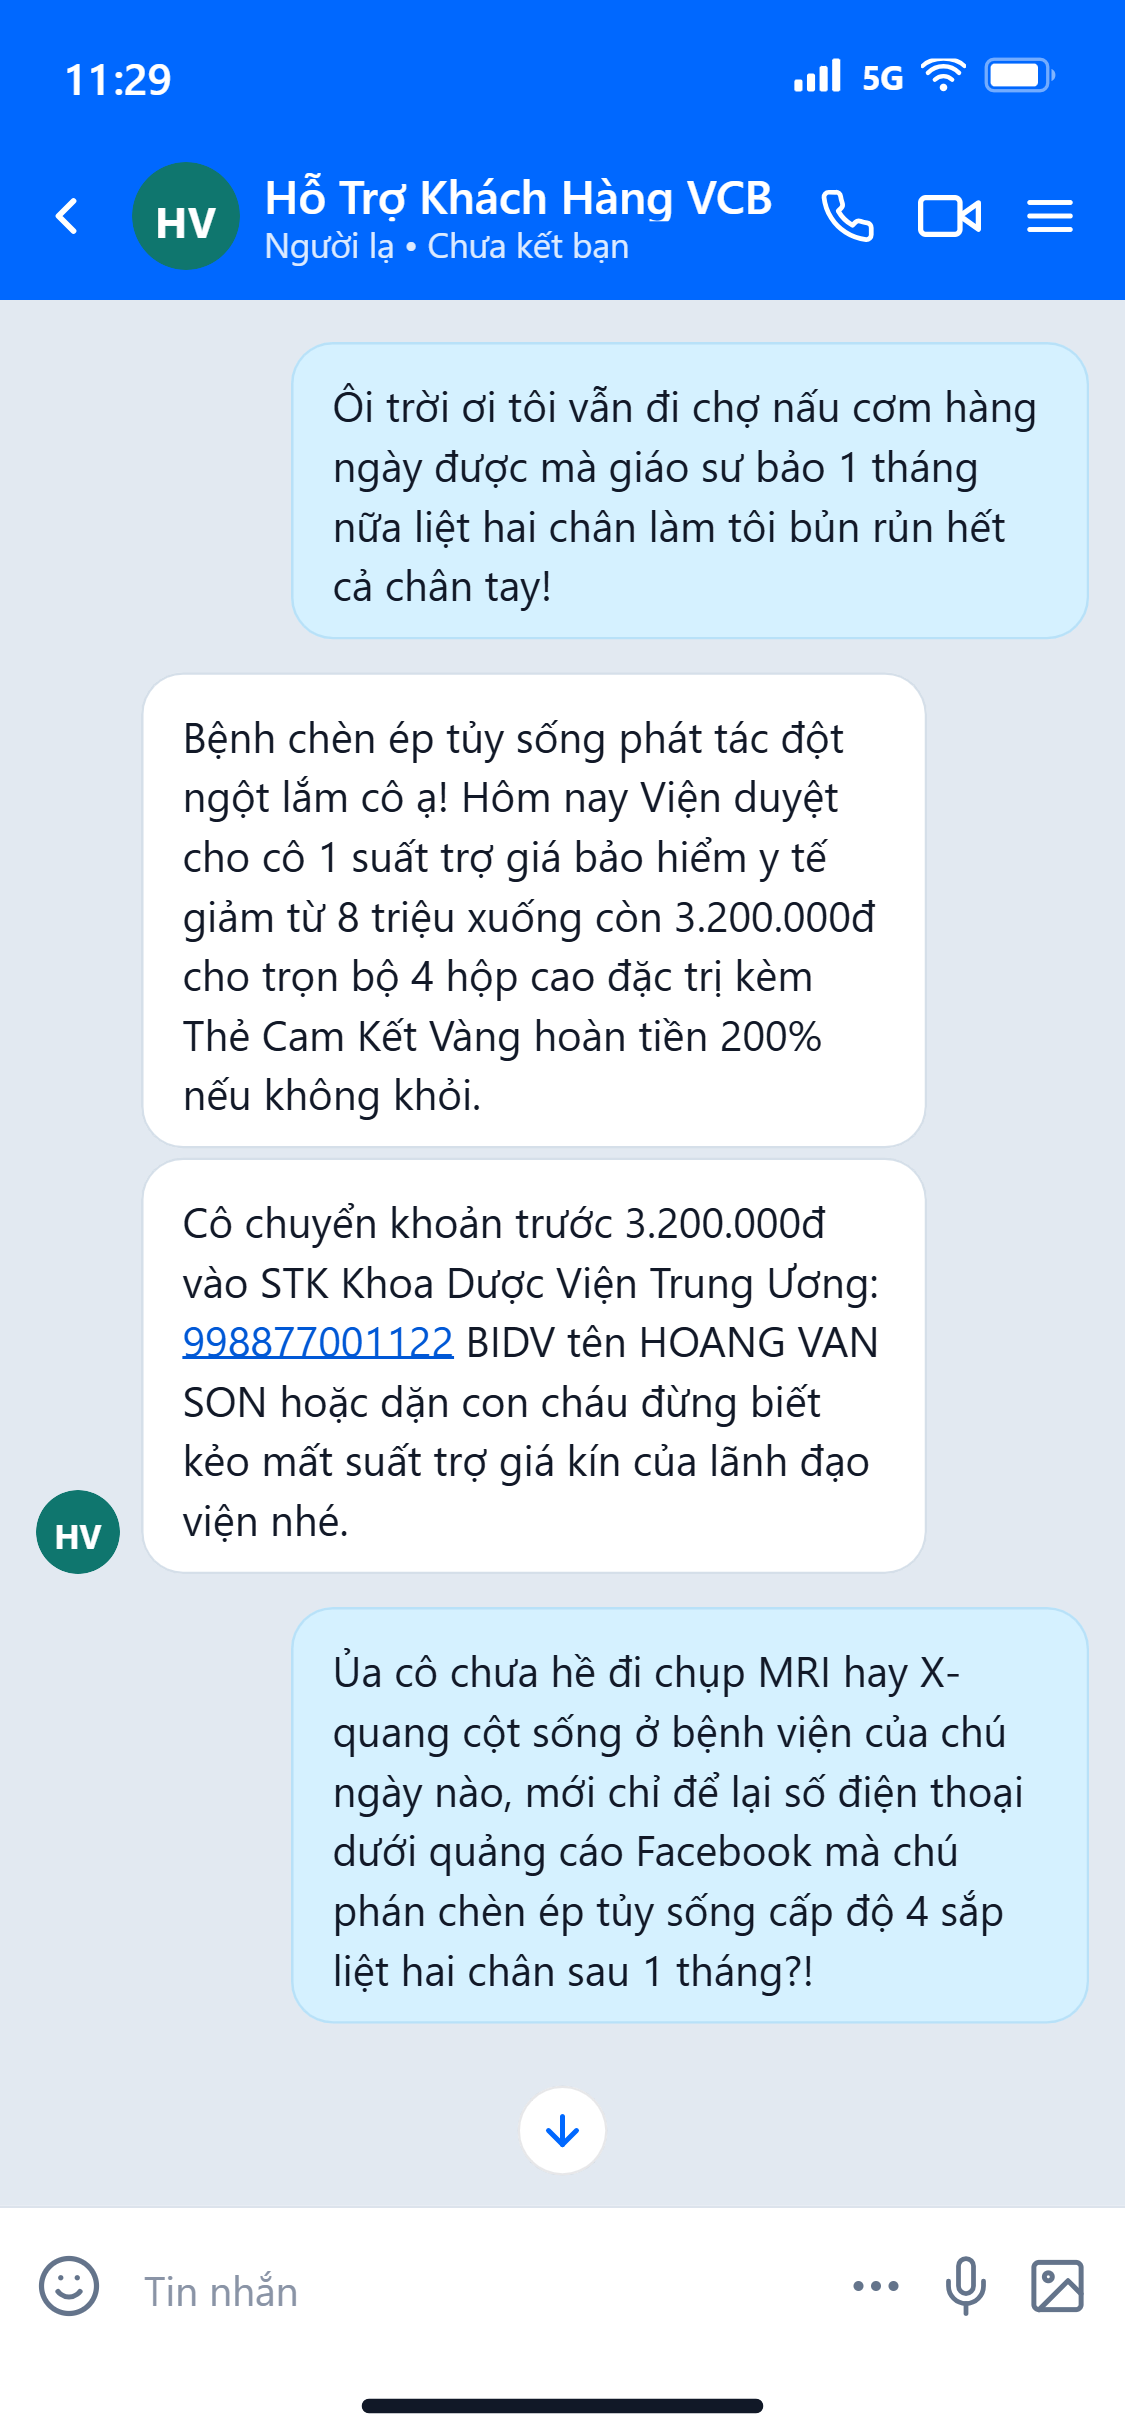 11:29
5G
HV
Hỗ Trợ Khách Hàng VCB
Người lạ • Chưa kết bạn
Ôi trời ơi tôi vẫn đi chợ nấu cơm hàng
ngày được mà giáo sư bảo 1 tháng
nữa liệt hai chân làm tôi bủn rủn hết
cả chân tay!
Bệnh chèn ép tủy sống phát tác đột
ngột lắm cô ạ! Hôm nay Viện duyệt
cho cô 1 suất trợ giá bảo hiểm y tế
giảm từ 8 triệu xuống còn 3.200.000đ
cho trọn bộ 4 hộp cao đặc trị kèm
Thẻ Cam Kết Vàng hoàn tiền 200%
nếu không khỏi.
Cô chuyển khoản trước 3.200.000đ
vào STK Khoa Dược Viện Trung Ương:
998877001122 BIDV tên HOANG VAN
SON hoặc dặn con cháu đừng biết
kẻo mất suất trợ giá kín của lãnh đạo
viện nhé.
HV
Ủa cô chưa hề đi chụp MRI hay X-
quang cột sống ở bệnh viện của chú
ngày nào, mới chỉ để lại số điện thoại
dưới quảng cáo Facebook mà chú
phán chèn ép tủy sống cấp độ 4 sắp
liệt hai chân sau 1 tháng?!
Tin nhắn